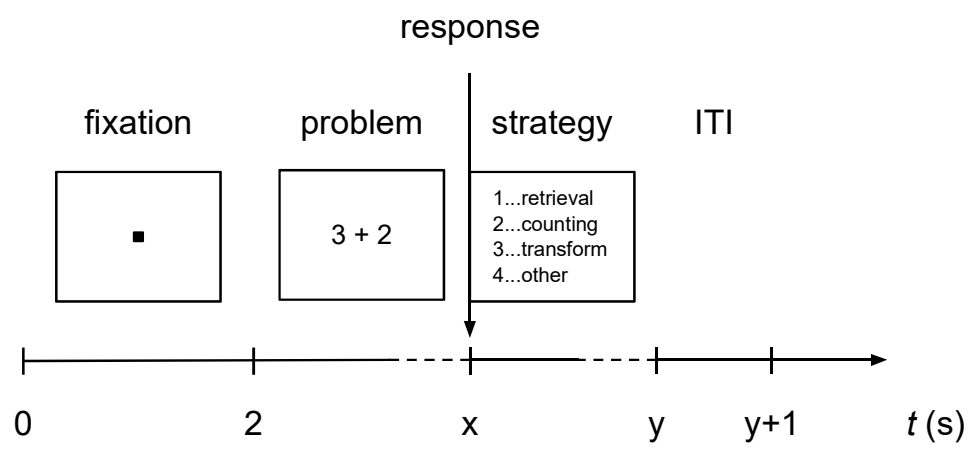 response
fixation problem strategy ITI
3 + 2
1...retrieval
2...counting
3...transform
4...other
0 2 x y y+1 t (s)